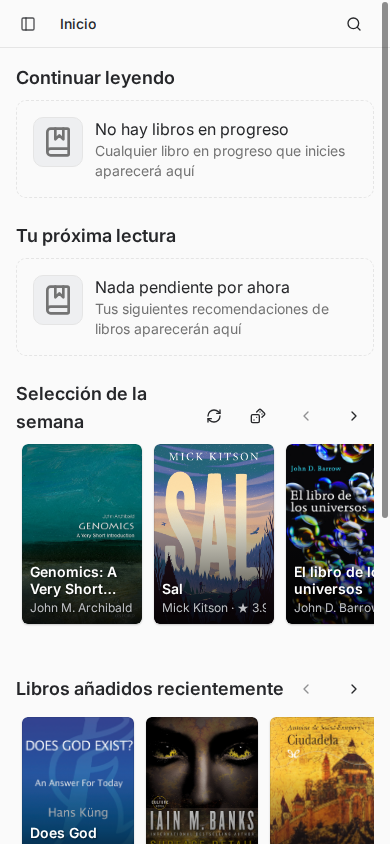 Inicio
Continuar leyendo
No hay libros en progreso
Cualquier libro en progreso que inicies
aparecerá aquí
Tu próxima lectura
Nada pendiente por ahora
Tus siguientes recomendaciones de
libros aparecerán aquí
Selección de la
semana
John Archibald
GENOMICS
A Very Short Introduction
Genomics: A
Very Short...
John M. Archibald
MICK KITSON
SAL
Sal
Mick Kitson · ★ 3.9
John D. Barrow
El libro de
los universos
El libro de lo
universos
John D. Barrow
Libros añadidos recientemente
DOES GOD EXIST?
An Answer For Today
Hans Küng
Does God
IAIN M. BANKS
Antoine de Saint-Exupéry
Ciudadela